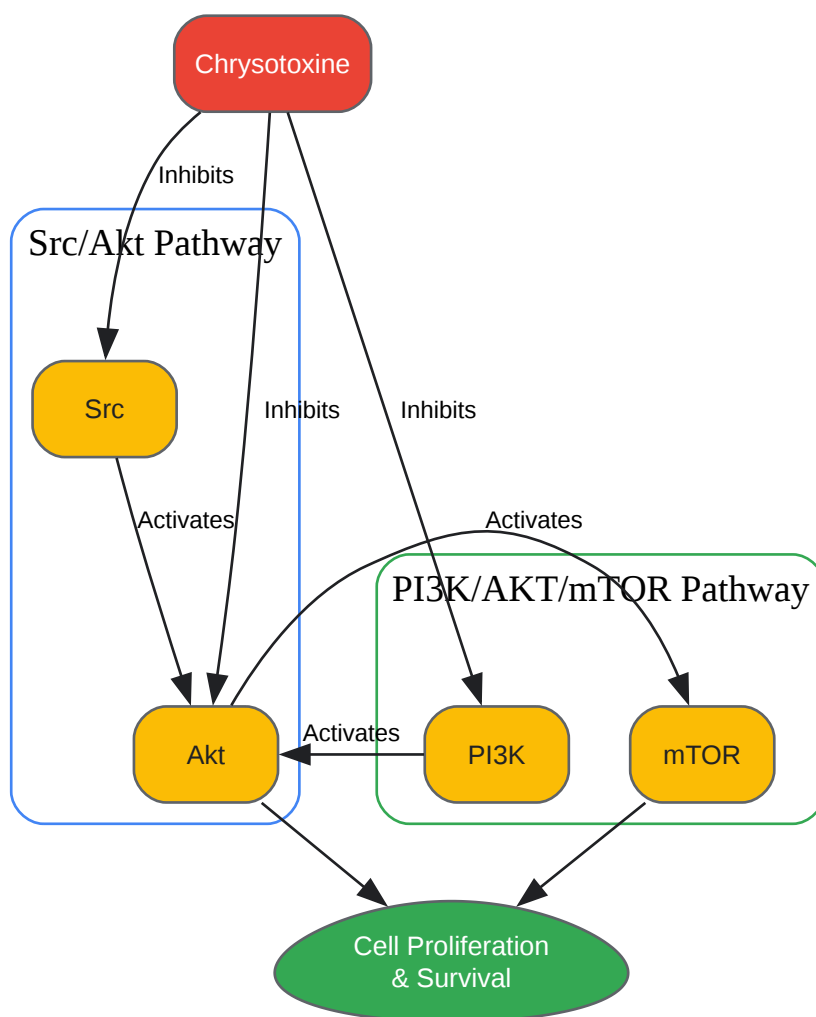 Chrysotoxine
Inhibits
Src/Akt Pathway
Src
Inhibits
Inhibits
Activates
Activates
PI3K/AKT/mTOR Pathway
Activates
Akt
PI3K
mTOR
Cell Proliferation
& Survival